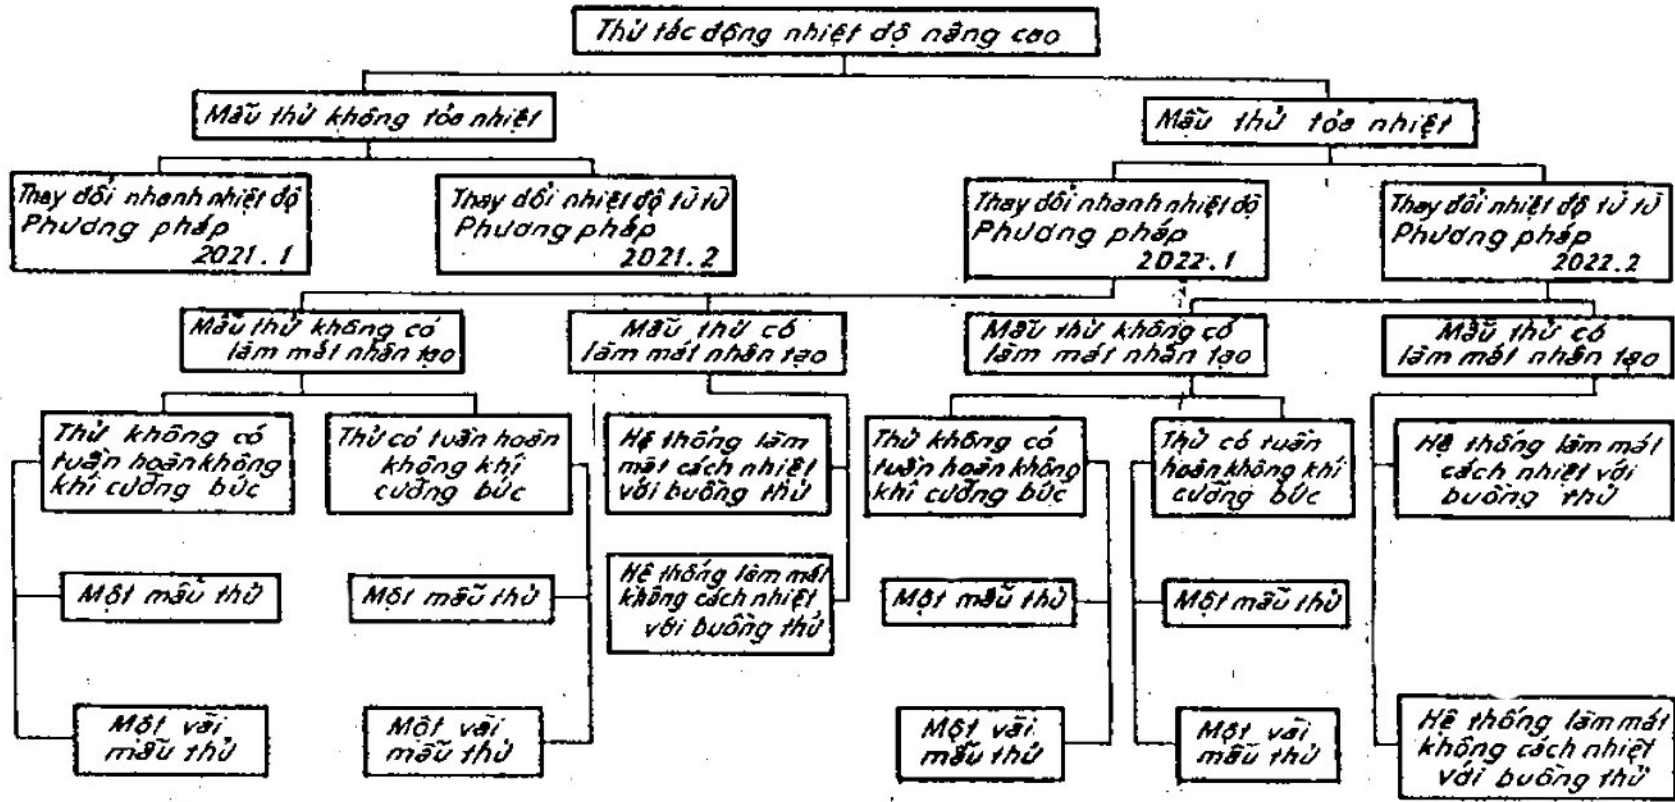 Thử tác động nhiệt độ nâng cao
Mẫu thử không tỏa nhiệt
Mẫu thử tỏa nhiệt
Thay đổi nhanh nhiệt độ
Phương pháp
2021.1
Thay đổi nhiệt độ từ từ
Phương pháp
2021.2
Thay đổi nhanh nhiệt độ
Phương pháp
2022.1
Thay đổi nhiệt độ từ từ
Phương pháp
2022.2
Mẫu thử không có
làm mát nhân tạo
Mẫu thử có
làm mát nhân tạo
Mẫu thử không có
làm mát nhân tạo
Mẫu thử có
làm mát nhân tạo
Thử không có
tuần hoàn không
khí cưỡng bức
Thử có tuần hoàn
không khí
cưỡng bức
Hệ thống làm
mát cách nhiệt
với buồng thử
Thử không có
tuần hoàn không
khí cưỡng bức
Thử có tuần
hoàn không khí
cưỡng bức
Hệ thống làm mát
cách nhiệt với
buồng thử
Một mẫu thử
Một mẫu thử
Hệ thống làm mát
không cách nhiệt
với buồng thử
Một mẫu thử
Một mẫu thử
Một vài
mẫu thử
Một vài
mẫu thử
Một vài
mẫu thử
Một vài
mẫu thử
Hệ thống làm mát
không cách nhiệt
với buồng thử